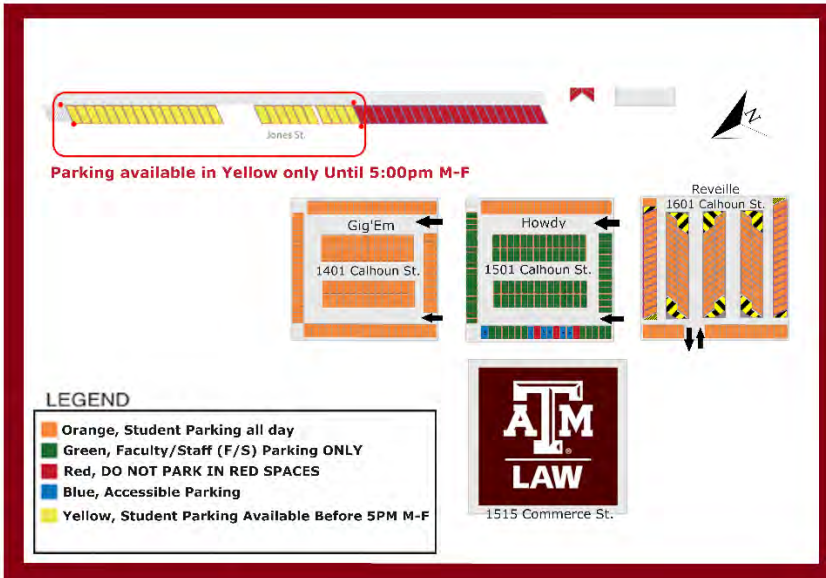 Jones St.
N
Parking available in Yellow only Until 5:00pm M-F
Reveille
1601 Calhoun St.
Gig'Em
1401 Calhoun St.
Howdy
1501 Calhoun St.
ATM
®
LAW
1515 Commerce St.
LEGEND
Orange, Student Parking all day
Green, Faculty/Staff (F/S) Parking ONLY
Red, DO NOT PARK IN RED SPACES
Blue, Accessible Parking
Yellow, Student Parking Available Before 5PM M-F